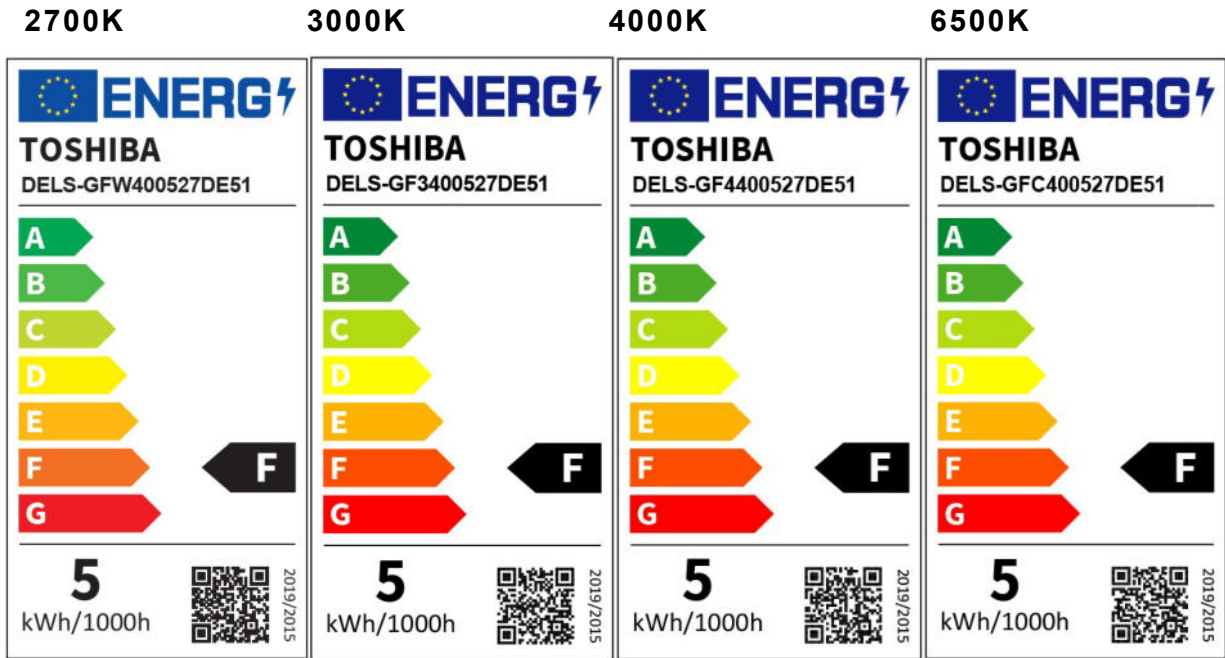 2700K 3000K 4000K 6500K
ENERG
TOSHIBA
DELS-GFW400527DE51
A
B
C
D
E
F F
G
5
kWh/1000h
2019/2015
ENERG
TOSHIBA
DELS-GF3400527DE51
A
B
C
D
E
F F
G
5
kWh/1000h
2019/2015
ENERG
TOSHIBA
DELS-GF4400527DE51
A
B
C
D
E
F F
G
5
kWh/1000h
2019/2015
ENERG
TOSHIBA
DELS-GFC400527DE51
A
B
C
D
E
F F
G
5
kWh/1000h
2019/2015